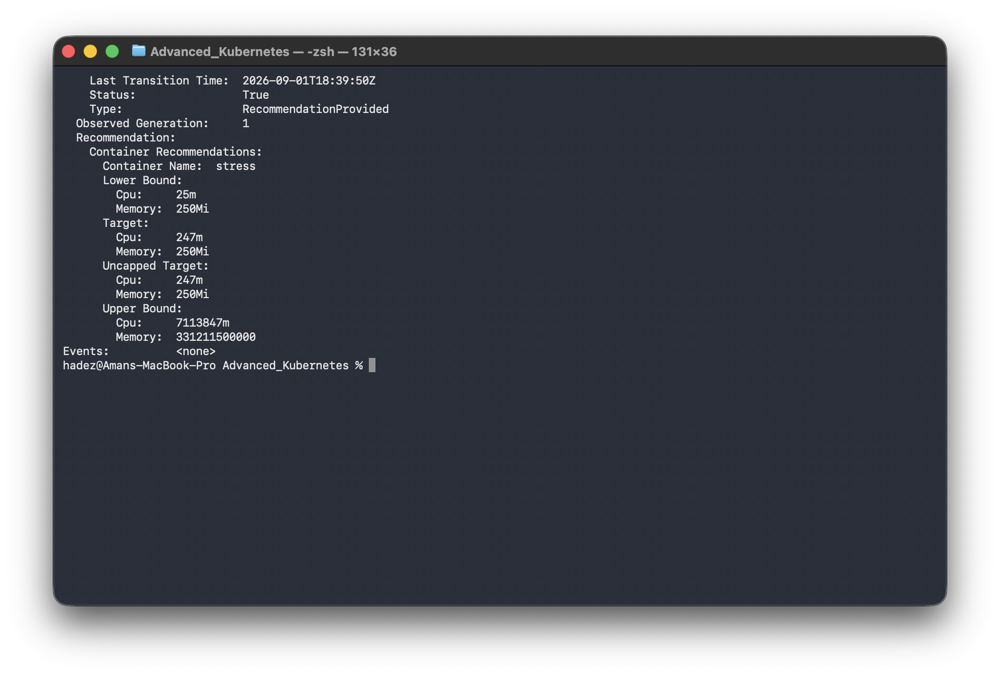 Advanced_Kubernetes — -zsh — 131×36
Last Transition Time:  2026-09-01T18:39:50Z
Status:                True
Type:                  RecommendationProvided
Observed Generation:     1
Recommendation:
Container Recommendations:
Container Name:  stress
Lower Bound:
Cpu:     25m
Memory:  250Mi
Target:
Cpu:     247m
Memory:  250Mi
Uncapped Target:
Cpu:     247m
Memory:  250Mi
Upper Bound:
Cpu:     7113847m
Memory:  331211500000
Events:          <none>
hadez@Amans-MacBook-Pro Advanced_Kubernetes %